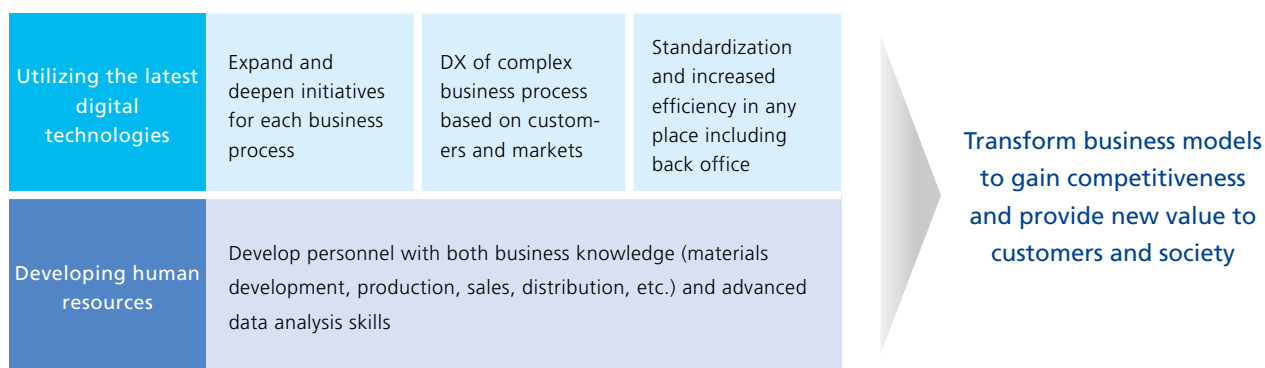 Utilizing the latest
digital
technologies
Expand and
deepen initiatives
for each business
process
DX of complex
business process
based on custom-
ers and markets
Standardization
and increased
efficiency in any
place including
back office
Developing human
resources
Develop personnel with both business knowledge (materials
development, production, sales, distribution, etc.) and advanced
data analysis skills
Transform business models
to gain competitiveness
and provide new value to
customers and society